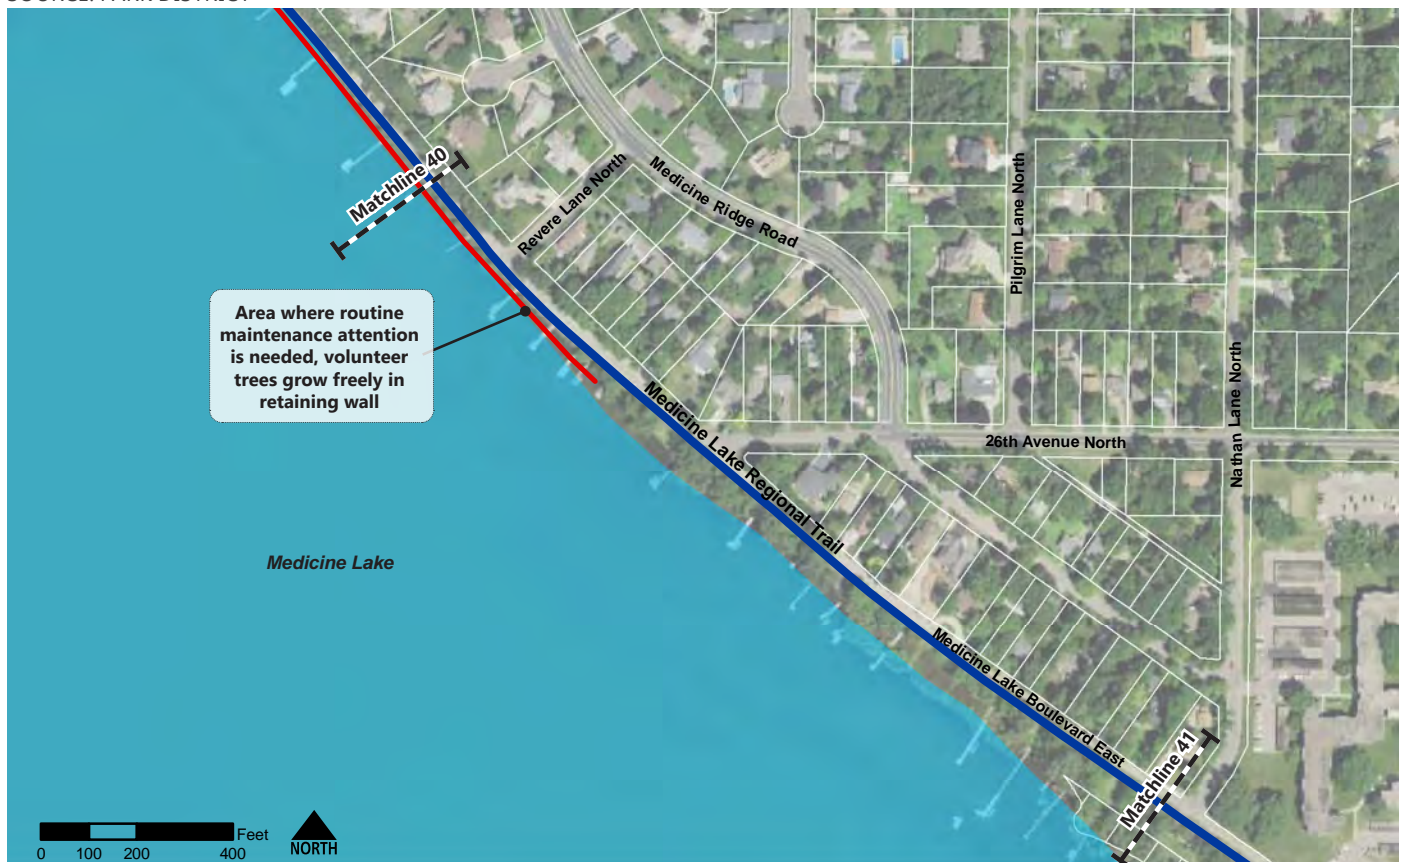 Matchline 40
Revere Lane North
Medicine Ridge Road
Pilgrim Lane North
Area where routine
maintenance attention
is needed, volunteer
trees grow freely in
retaining wall
Nathan Lane North
26th Avenue North
Medicine Lake Regional Trail
Medicine Lake
Medicine Lake Boulevard East
Matchline 41
Feet
0 100 200 400
NORTH